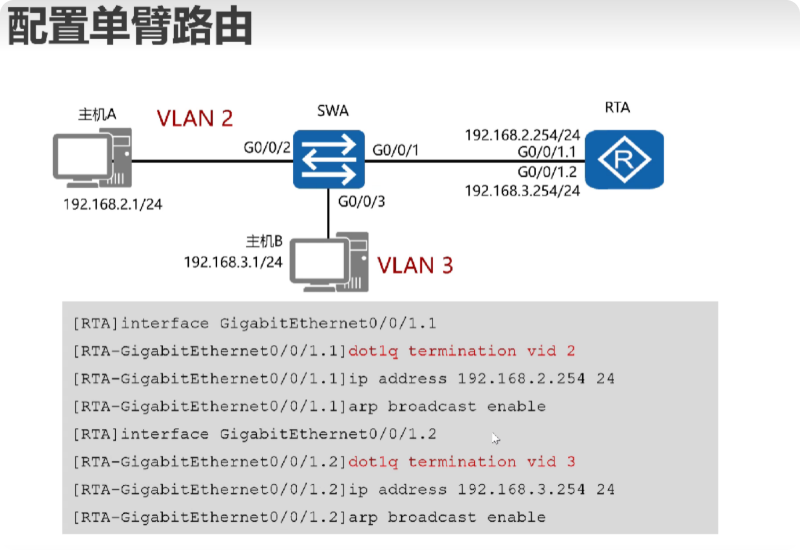 配置单臂路由
主机A
VLAN 2
SWA
RTA
G0/0/2
G0/0/1
192.168.2.254/24
G0/0/1.1
G0/0/1.2
192.168.3.254/24
R
192.168.2.1/24
G0/0/3
主机B
192.168.3.1/24
VLAN 3
[RTA]interface GigabitEthernet0/0/1.1
[RTA-GigabitEthernet0/0/1.1]dot1q termination vid 2
[RTA-GigabitEthernet0/0/1.1]ip address 192.168.2.254 24
[RTA-GigabitEthernet0/0/1.1]arp broadcast enable
[RTA]interface GigabitEthernet0/0/1.2
[RTA-GigabitEthernet0/0/1.2]dot1q termination vid 3
[RTA-GigabitEthernet0/0/1.2]ip address 192.168.3.254 24
[RTA-GigabitEthernet0/0/1.2]arp broadcast enable